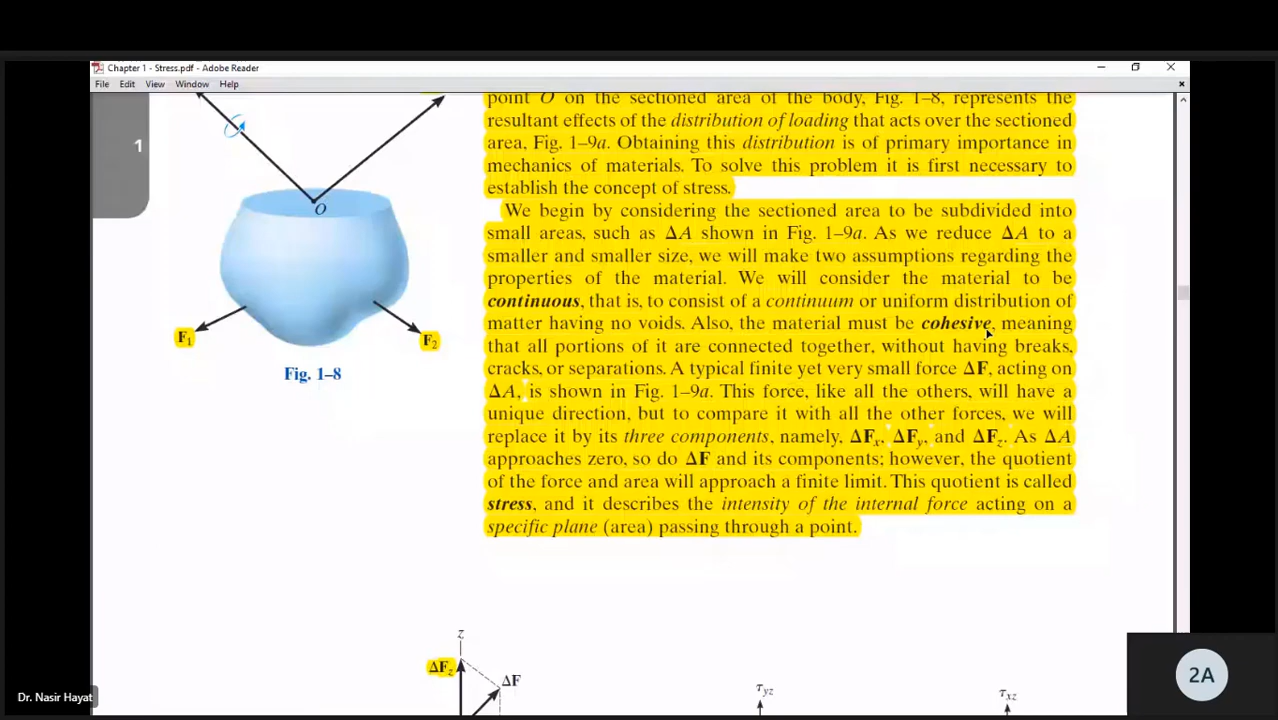 Chapter 1 - Stress.pdf - Adobe Reader
File Edit View Window Help
1
O
F₁
F₂
Fig. 1–8
point O on the sectioned area of the body, Fig. 1–8, represents the
resultant effects of the distribution of loading that acts over the sectioned
area, Fig. 1–9a. Obtaining this distribution is of primary importance in
mechanics of materials. To solve this problem it is first necessary to
establish the concept of stress.
We begin by considering the sectioned area to be subdivided into
small areas, such as ΔA shown in Fig. 1–9a. As we reduce ΔA to a
smaller and smaller size, we will make two assumptions regarding the
properties of the material. We will consider the material to be
continuous, that is, to consist of a continuum or uniform distribution of
matter having no voids. Also, the material must be cohesive, meaning
that all portions of it are connected together, without having breaks,
cracks, or separations. A typical finite yet very small force ΔF, acting on
ΔA, is shown in Fig. 1–9a. This force, like all the others, will have a
unique direction, but to compare it with all the other forces, we will
replace it by its three components, namely, ΔFₓ, ΔFᵧ, and ΔF_z. As ΔA
approaches zero, so do ΔF and its components; however, the quotient
of the force and area will approach a finite limit. This quotient is called
stress, and it describes the intensity of the internal force acting on a
specific plane (area) passing through a point.
z
ΔF_z
ΔF
τ_yz
τ_xz
Dr. Nasir Hayat
2A